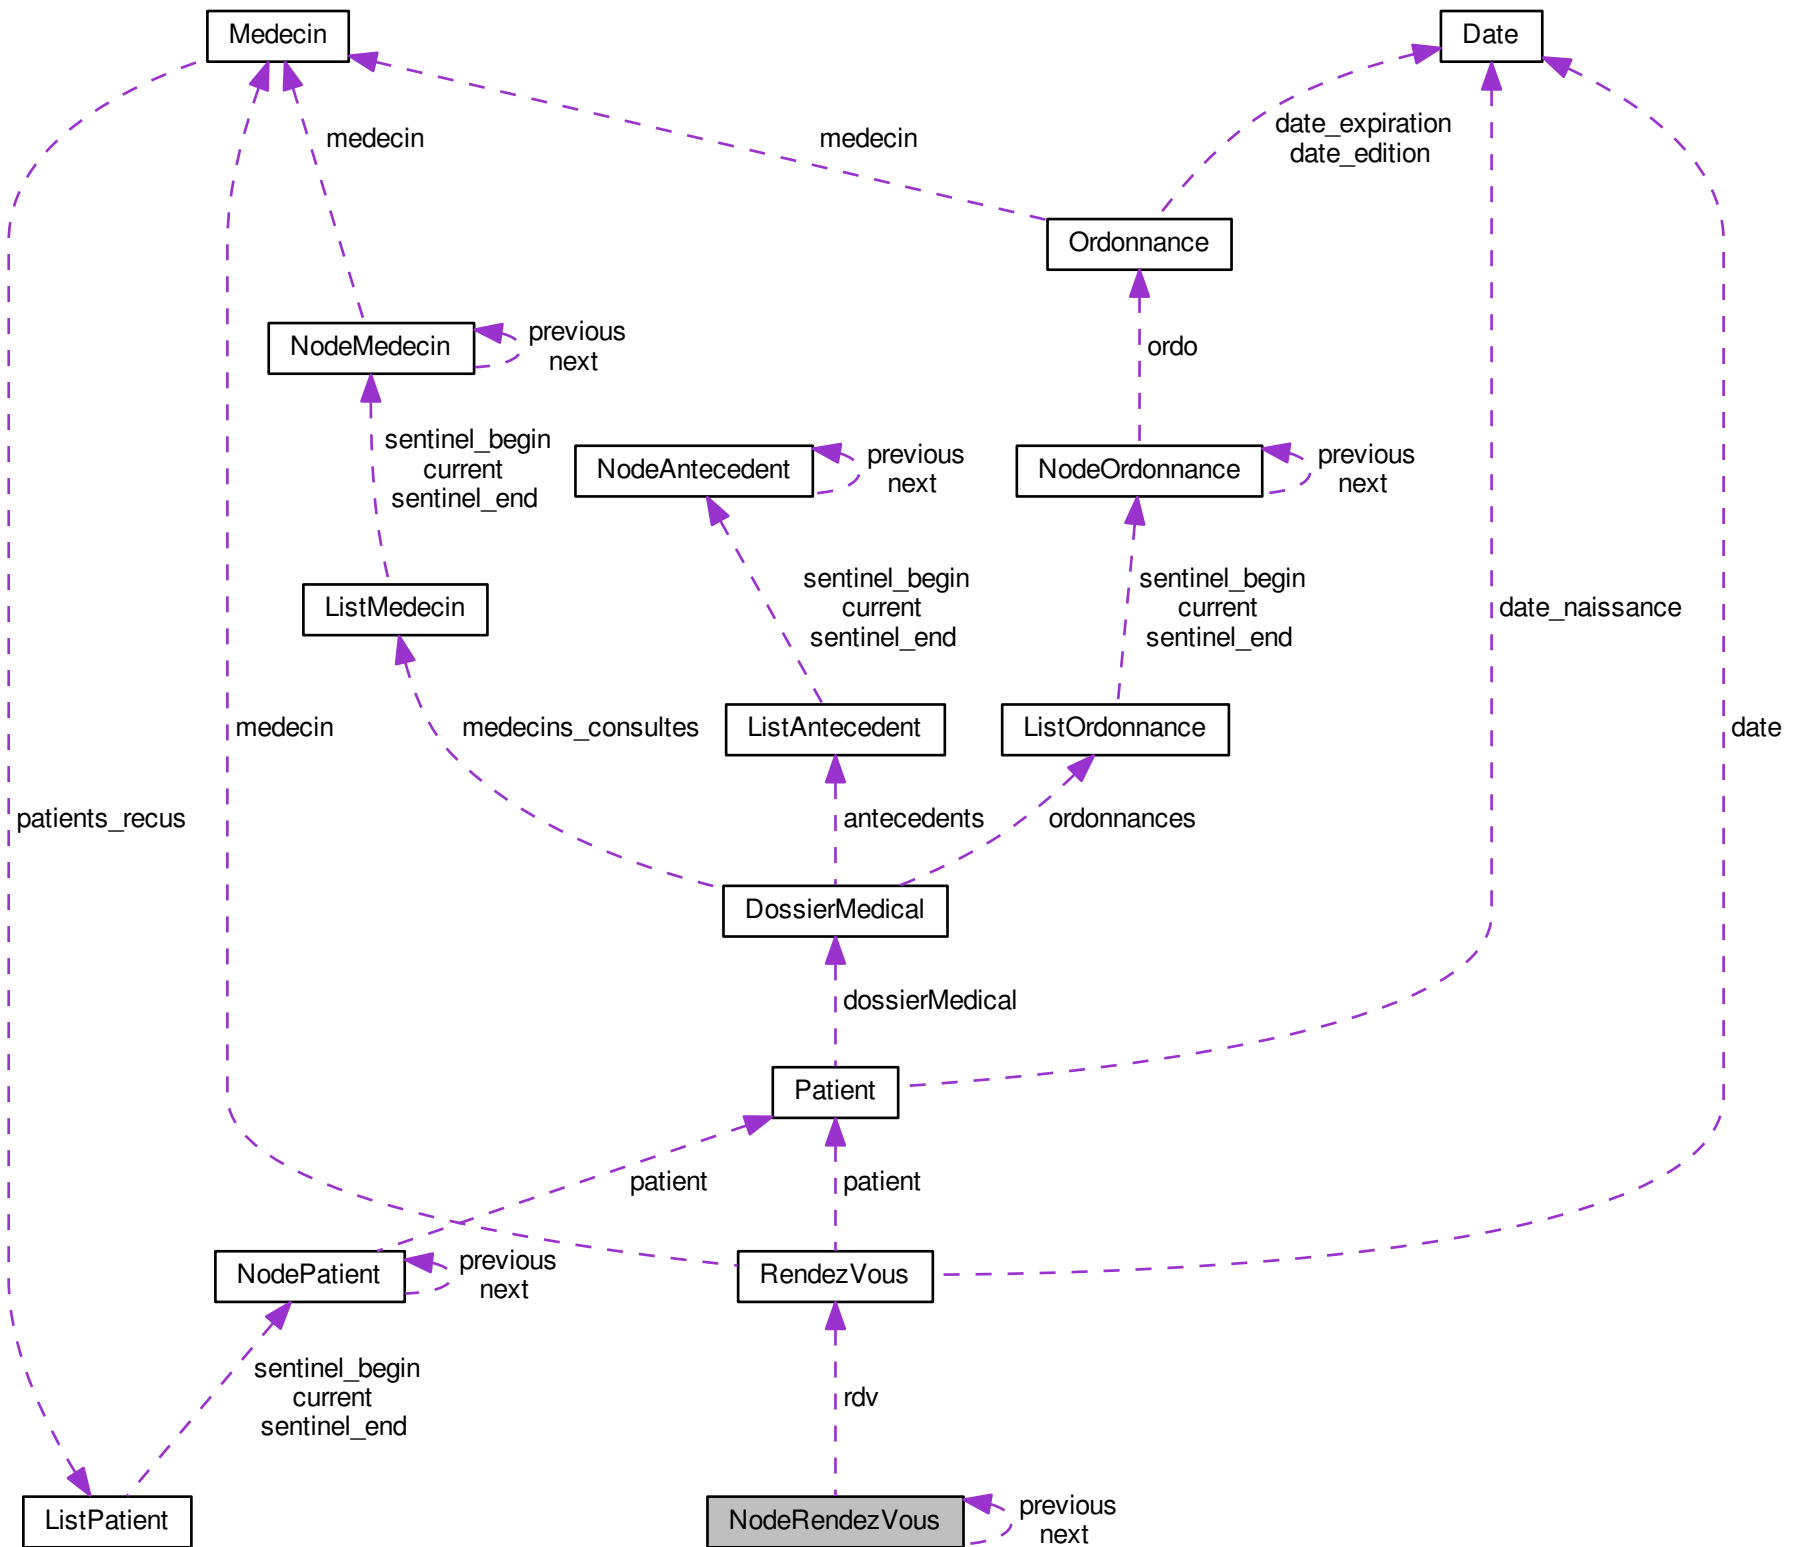 Medecin
Date
medecin
medecin
date_expiration
date_edition
Ordonnance
NodeMedecin
previous
next
ordo
sentinel_begin
current
sentinel_end
NodeAntecedent
previous
next
NodeOrdonnance
previous
next
ListMedecin
sentinel_begin
current
sentinel_end
sentinel_begin
current
sentinel_end
date_naissance
medecin
medecins_consultes
ListAntecedent
ListOrdonnance
date
patients_recus
antecedents
ordonnances
DossierMedical
dossierMedical
Patient
patient
patient
NodePatient
previous
next
RendezVous
sentinel_begin
current
sentinel_end
rdv
ListPatient
NodeRendezVous
previous
next